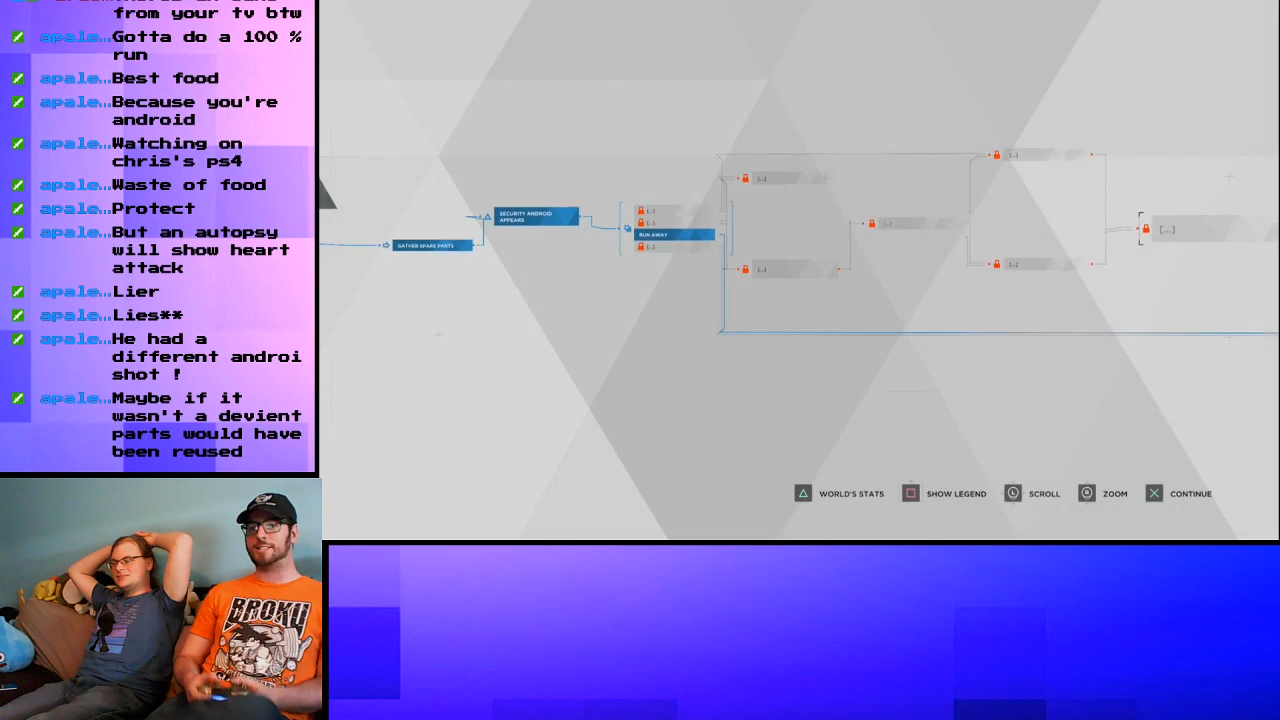 from your tv btw
apale…Gotta do a 100 %
run
apale…Best food
apale…Because you're
android
apale…Watching on
chris's ps4
apale…Waste of food
apale…Protect
apale…But an autopsy
will show heart
attack
apale…Lier
apale…Lies**
apale…He had a
different androi
shot !
apale…Maybe if it
wasn't a devient
parts would have
been reused
SECURITY ANDROID
APPEARS
GATHER SPARE PARTS
[...]
[...]
RUN AWAY
[...]
[...]
[...]
[...]
[...]
[...]
WORLD'S STATS
SHOW LEGEND
L
SCROLL
R
ZOOM
CONTINUE
BROKU